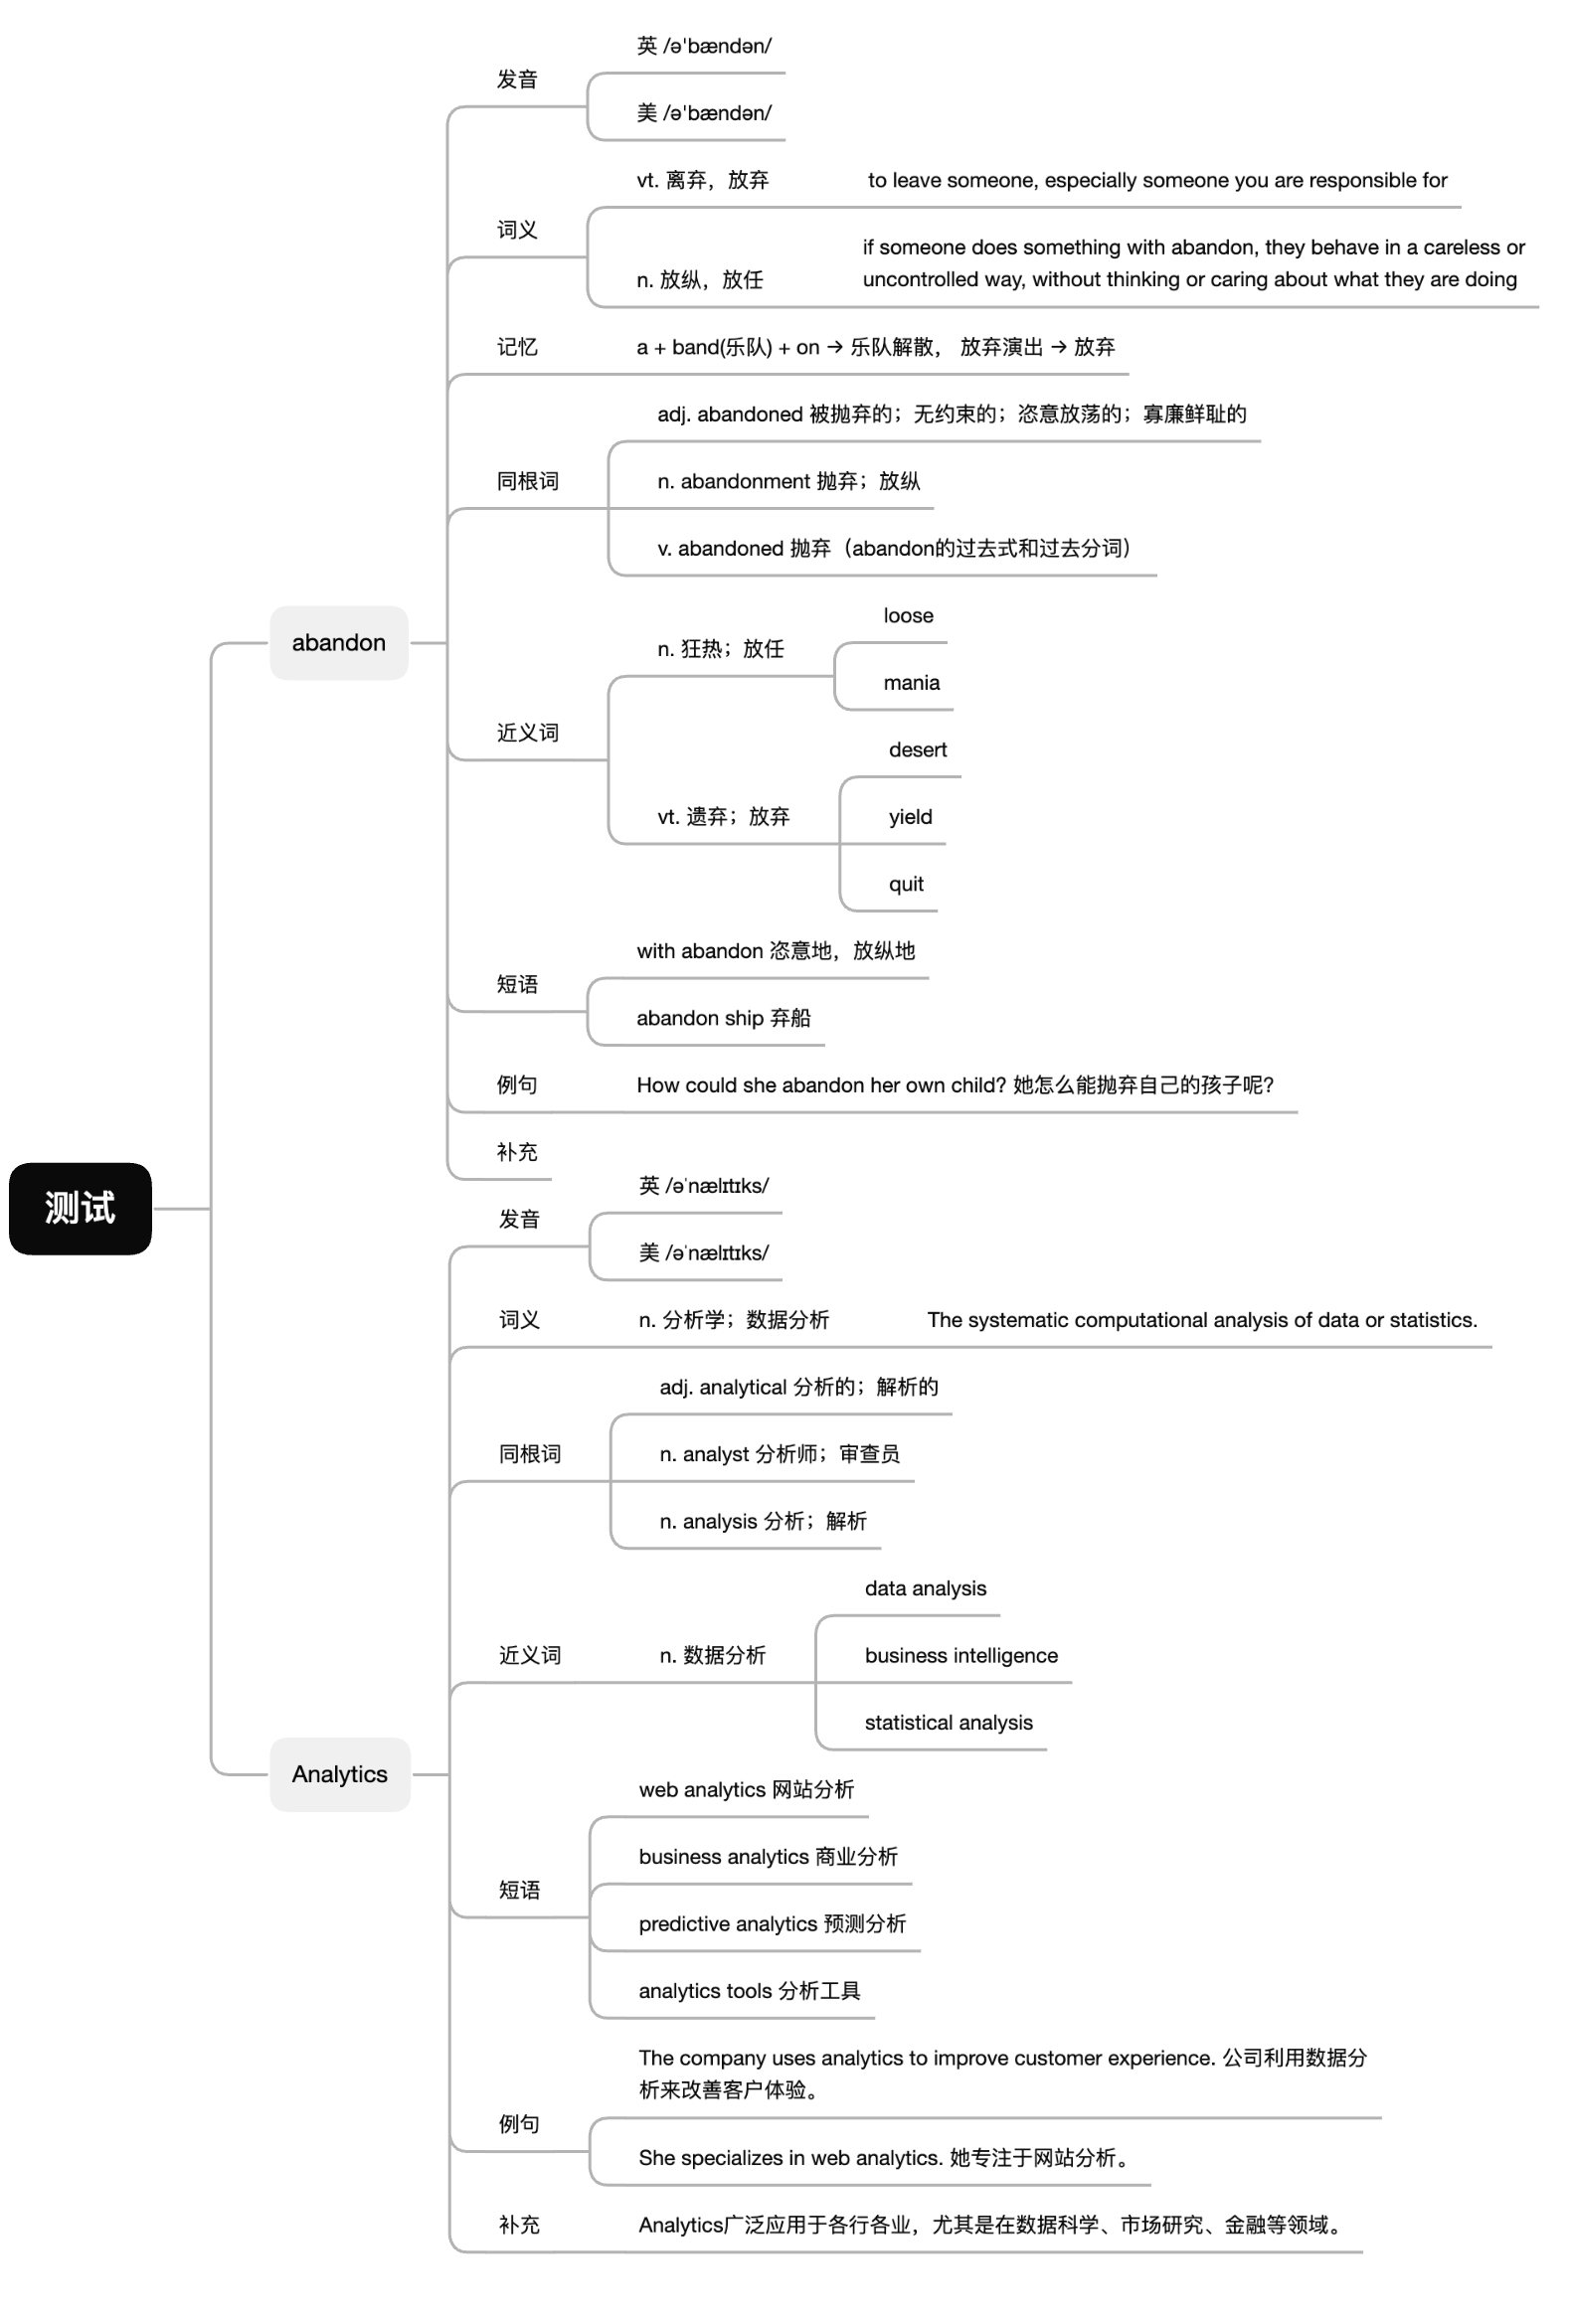 测试
abandon
发音
英 /ə'bændən/
美 /ə'bændən/
词义
vt. 离弃，放弃
to leave someone, especially someone you are responsible for
n. 放纵，放任
if someone does something with abandon, they behave in a careless or
uncontrolled way, without thinking or caring about what they are doing
记忆
a + band(乐队) + on → 乐队解散， 放弃演出 → 放弃
同根词
adj. abandoned 被抛弃的；无约束的；恣意放荡的；寡廉鲜耻的
n. abandonment 抛弃；放纵
v. abandoned 抛弃（abandon的过去式和过去分词）
近义词
n. 狂热；放任
loose
mania
vt. 遗弃；放弃
desert
yield
quit
短语
with abandon 恣意地，放纵地
abandon ship 弃船
例句
How could she abandon her own child? 她怎么能抛弃自己的孩子呢?
补充
Analytics
发音
英 /əˈnælɪtɪks/
美 /əˈnælɪtɪks/
词义
n. 分析学；数据分析
The systematic computational analysis of data or statistics.
同根词
adj. analytical 分析的；解析的
n. analyst 分析师；审查员
n. analysis 分析；解析
近义词
n. 数据分析
data analysis
business intelligence
statistical analysis
短语
web analytics 网站分析
business analytics 商业分析
predictive analytics 预测分析
analytics tools 分析工具
例句
The company uses analytics to improve customer experience. 公司利用数据分
析来改善客户体验。
She specializes in web analytics. 她专注于网站分析。
补充
Analytics广泛应用于各行各业，尤其是在数据科学、市场研究、金融等领域。